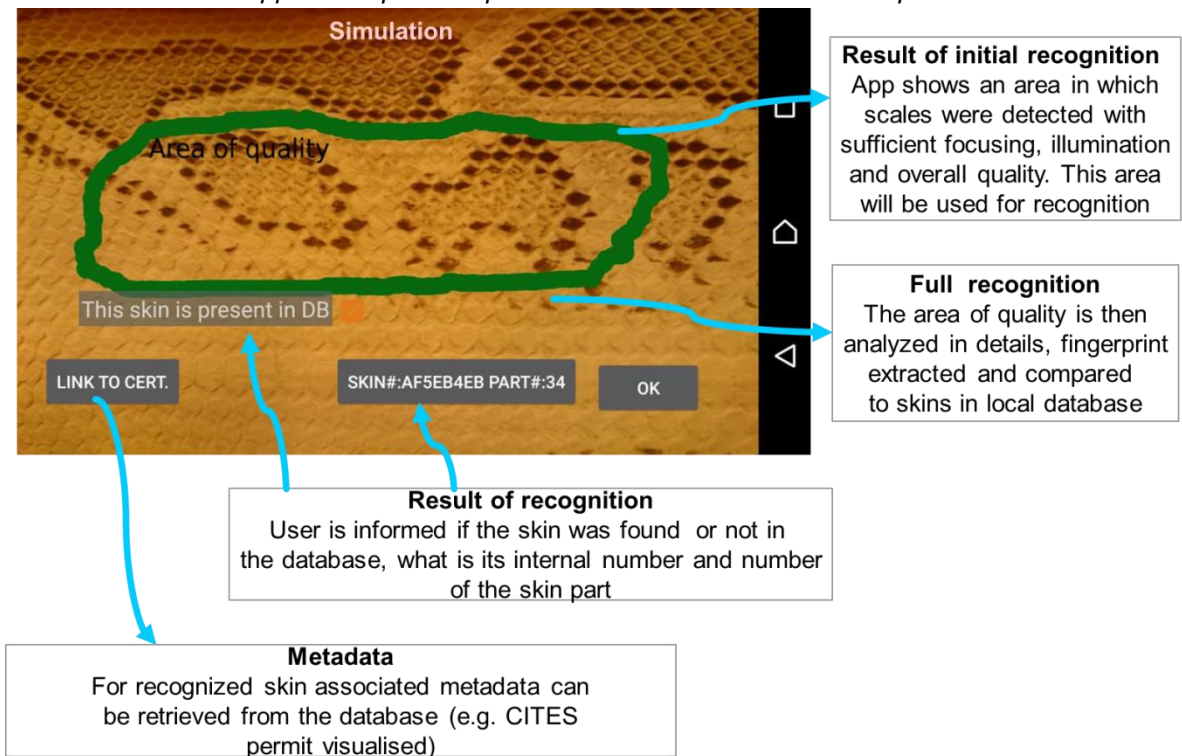 Simulation
Area of quality
This skin is present in DB
LINK TO CERT.
SKIN#:AF5EB4EB PART#:34
OK
Result of initial recognition
App shows an area in which
scales were detected with
sufficient focusing, illumination
and overall quality. This area
will be used for recognition
Full recognition
The area of quality is then
analyzed in details, fingerprint
extracted and compared
to skins in local database
Result of recognition
User is informed if the skin was found or not in
the database, what is its internal number and number
of the skin part
Metadata
For recognized skin associated metadata can
be retrieved from the database (e.g. CITES
permit visualised)